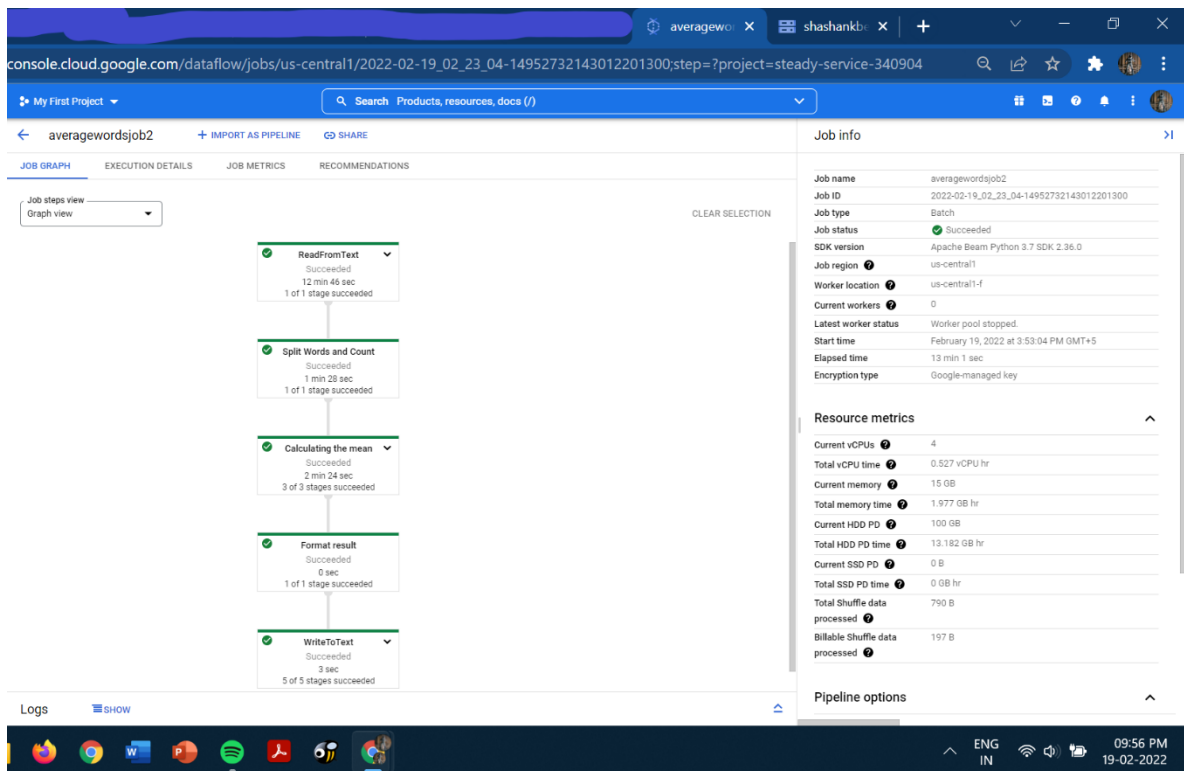 averagewor
shashankbe
console.cloud.google.com/dataflow/jobs/us-central1/2022-02-19_02_23_04-14952732143012201300;step=?project=steady-service-340904
My First Project
Search Products, resources, docs (/)
averagewordsjob2
IMPORT AS PIPELINE
SHARE
JOB GRAPH EXECUTION DETAILS JOB METRICS RECOMMENDATIONS
Job steps view
Graph view
CLEAR SELECTION
ReadFromText
Succeeded
12 min 46 sec
1 of 1 stage succeeded
Split Words and Count
Succeeded
1 min 28 sec
1 of 1 stage succeeded
Calculating the mean
Succeeded
2 min 24 sec
3 of 3 stages succeeded
Format result
Succeeded
0 sec
1 of 1 stage succeeded
WriteToText
Succeeded
3 sec
5 of 5 stages succeeded
Logs
SHOW
Job info
Job name averagewordsjob2
Job ID 2022-02-19_02_23_04-14952732143012201300
Job type Batch
Job status Succeeded
SDK version Apache Beam Python 3.7 SDK 2.36.0
Job region us-central1
Worker location us-central1-f
Current workers 0
Latest worker status Worker pool stopped.
Start time February 19, 2022 at 3:53:04 PM GMT+5
Elapsed time 13 min 1 sec
Encryption type Google-managed key
Resource metrics
Current vCPUs 4
Total vCPU time 0.527 vCPU hr
Current memory 15 GB
Total memory time 1.977 GB hr
Current HDD PD 100 GB
Total HDD PD time 13.182 GB hr
Current SSD PD 0 B
Total SSD PD time 0 GB hr
Total Shuffle data 790 B
processed
Billable Shuffle data 197 B
processed
Pipeline options
ENG
IN
09:56 PM
19-02-2022